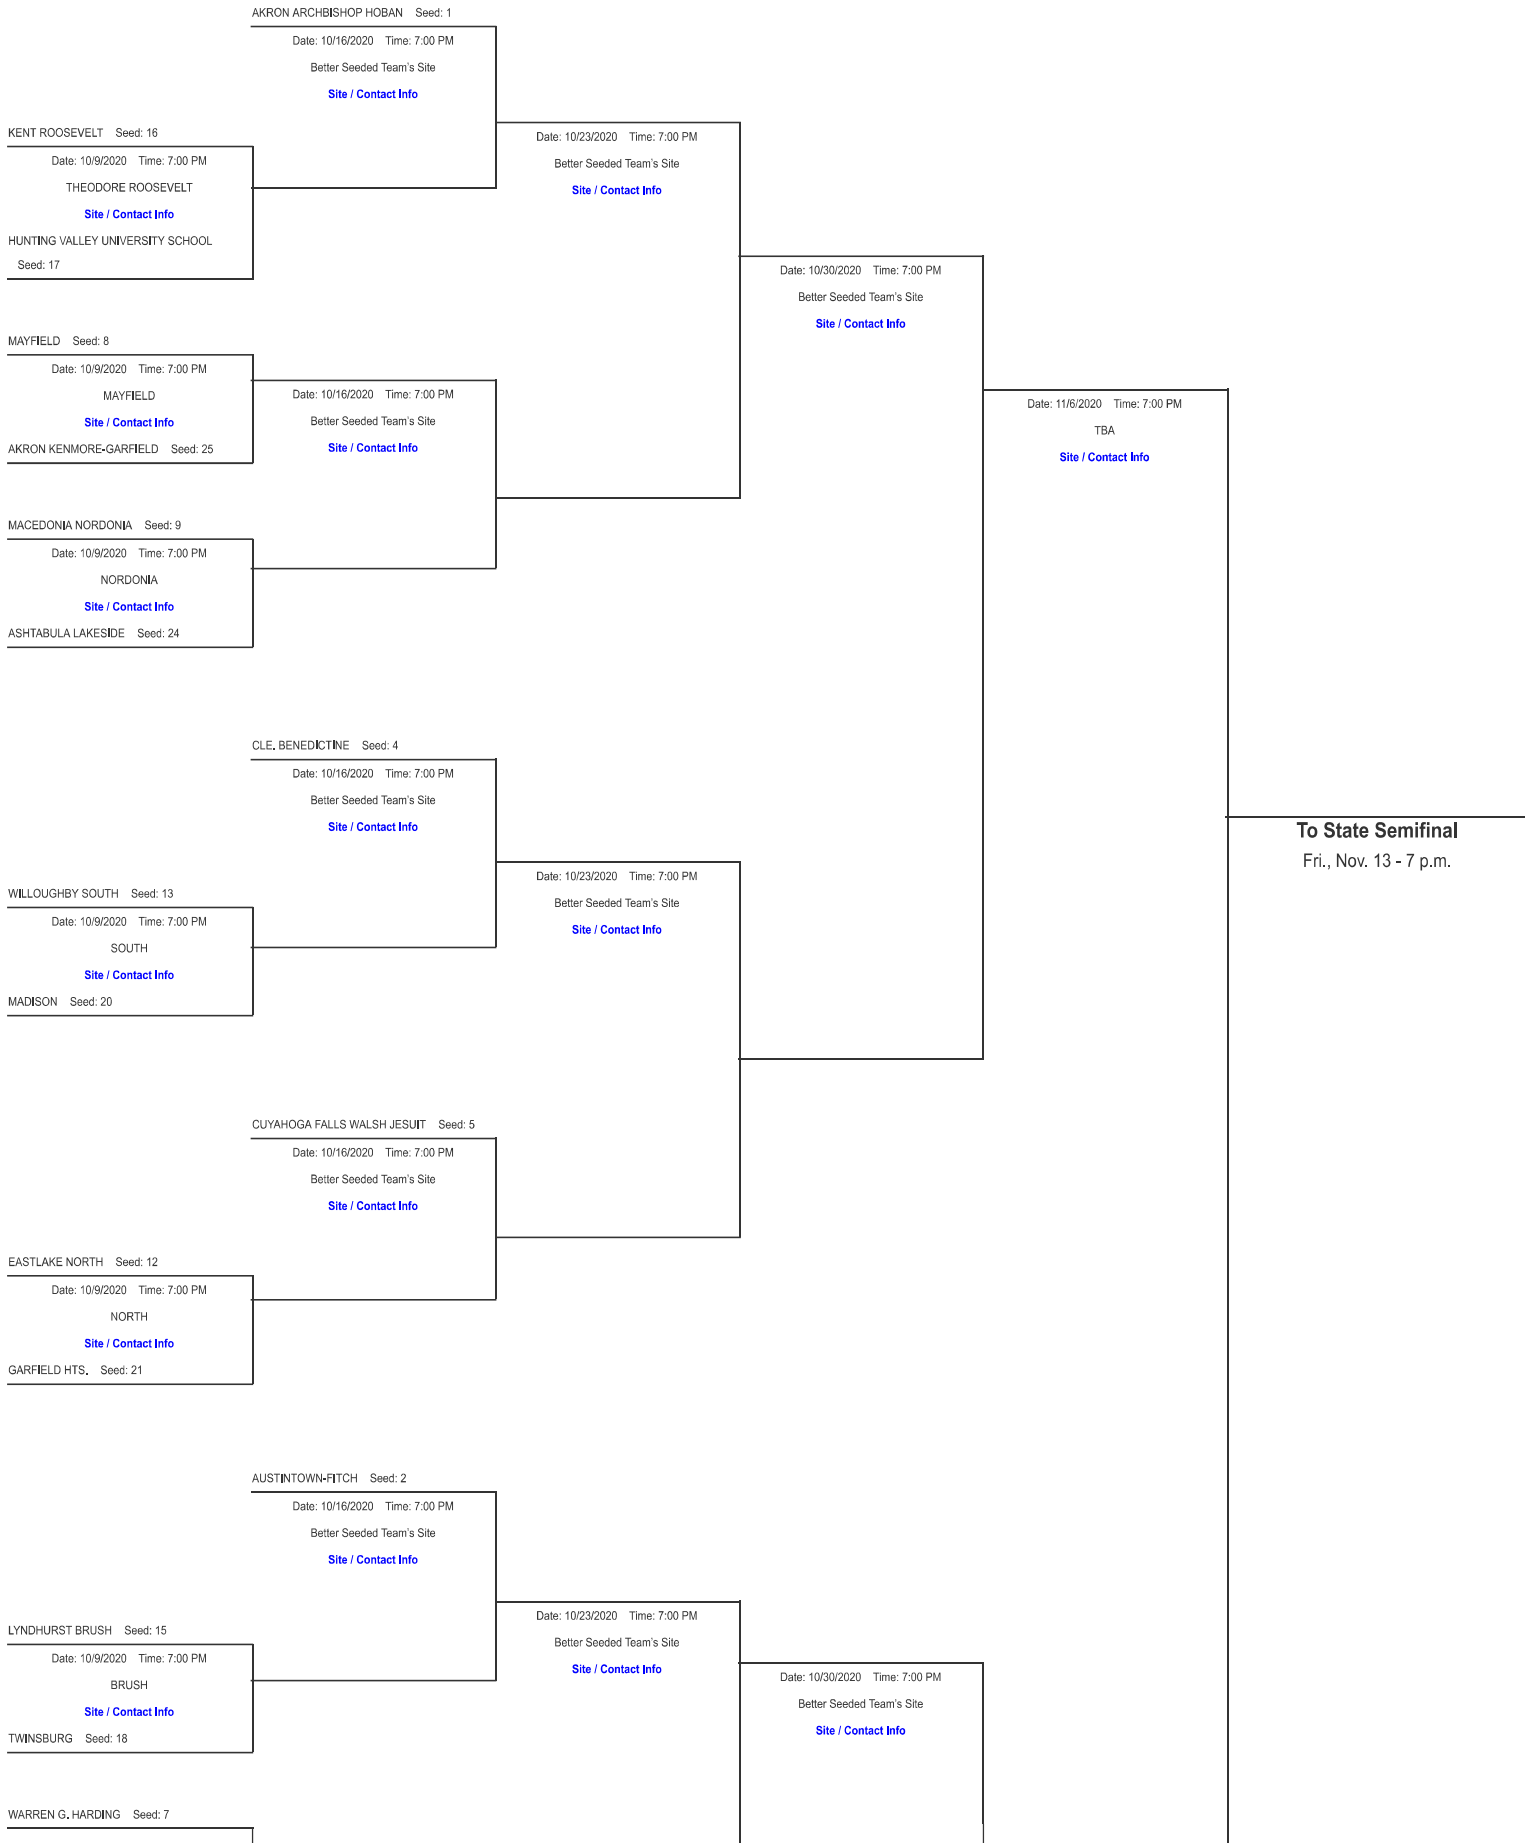 AKRON ARCHBISHOP HOBAN Seed: 1
Date: 10/16/2020 Time: 7:00 PM
Better Seeded Team's Site
Site / Contact Info
KENT ROOSEVELT Seed: 16
Date: 10/9/2020 Time: 7:00 PM
THEODORE ROOSEVELT
Site / Contact Info
HUNTING VALLEY UNIVERSITY SCHOOL
Seed: 17
Date: 10/23/2020 Time: 7:00 PM
Better Seeded Team's Site
Site / Contact Info
Date: 10/30/2020 Time: 7:00 PM
Better Seeded Team's Site
Site / Contact Info
MAYFIELD Seed: 8
Date: 10/9/2020 Time: 7:00 PM
MAYFIELD
Site / Contact Info
AKRON KENMORE-GARFIELD Seed: 25
Date: 10/16/2020 Time: 7:00 PM
Better Seeded Team's Site
Site / Contact Info
Date: 11/6/2020 Time: 7:00 PM
TBA
Site / Contact Info
MACEDONIA NORDONIA Seed: 9
Date: 10/9/2020 Time: 7:00 PM
NORDONIA
Site / Contact Info
ASHTABULA LAKESIDE Seed: 24
CLE. BENEDICTINE Seed: 4
Date: 10/16/2020 Time: 7:00 PM
Better Seeded Team's Site
Site / Contact Info
To State Semifinal
Fri., Nov. 13 - 7 p.m.
WILLOUGHBY SOUTH Seed: 13
Date: 10/9/2020 Time: 7:00 PM
SOUTH
Site / Contact Info
MADISON Seed: 20
Date: 10/23/2020 Time: 7:00 PM
Better Seeded Team's Site
Site / Contact Info
CUYAHOGA FALLS WALSH JESUIT Seed: 5
Date: 10/16/2020 Time: 7:00 PM
Better Seeded Team's Site
Site / Contact Info
EASTLAKE NORTH Seed: 12
Date: 10/9/2020 Time: 7:00 PM
NORTH
Site / Contact Info
GARFIELD HTS. Seed: 21
AUSTINTOWN-FITCH Seed: 2
Date: 10/16/2020 Time: 7:00 PM
Better Seeded Team's Site
Site / Contact Info
LYNDHURST BRUSH Seed: 15
Date: 10/9/2020 Time: 7:00 PM
BRUSH
Site / Contact Info
TWINSBURG Seed: 18
Date: 10/23/2020 Time: 7:00 PM
Better Seeded Team's Site
Site / Contact Info
Date: 10/30/2020 Time: 7:00 PM
Better Seeded Team's Site
Site / Contact Info
WARREN G. HARDING Seed: 7